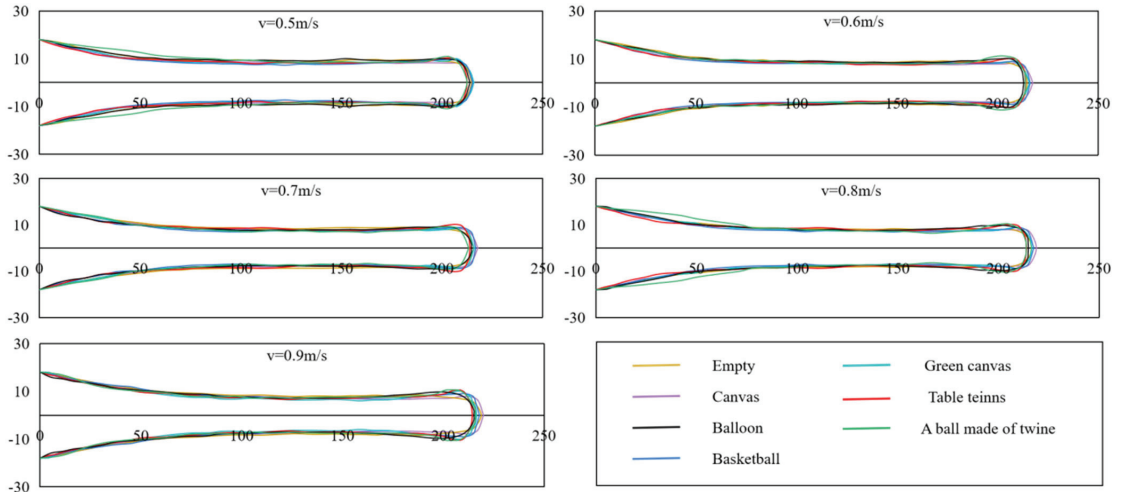 v=0.5m/s
30
10
-10
-30
0 50 100 150 200 250
v=0.6m/s
30
10
-10
-30
0 50 100 150 200 250
v=0.7m/s
30
10
-10
-30
0 50 100 150 200 250
v=0.8m/s
30
10
-10
-30
0 50 100 150 200 250
v=0.9m/s
30
10
-10
-30
0 50 100 150 200 250
Empty
Canvas
Balloon
Basketball
Green canvas
Table teinns
A ball made of twine